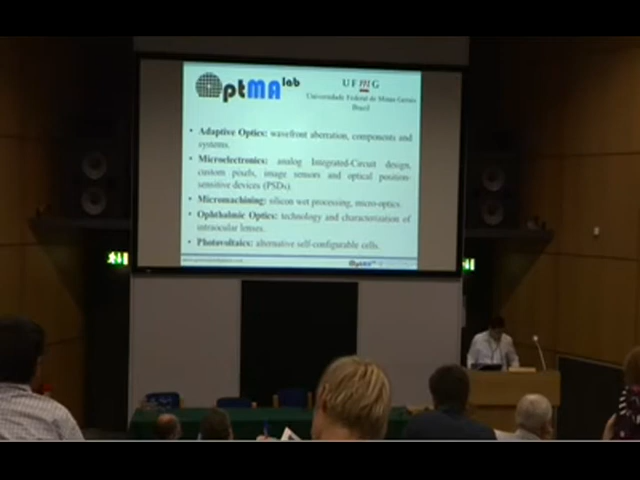 OptMA lab
UFMG
Universidade Federal de Minas Gerais
Brazil
• Adaptive Optics: wavefront aberration, components and
systems.
• Microelectronics: analog Integrated-Circuit design,
custom pixels, image sensors and optical position-
sensitive devices (PSDs).
• Micromachining: silicon wet processing, micro-optics.
• Ophthalmic Optics: technology and characterization of
intraocular lenses.
• Photovoltaics: alternative self-configurable cells.